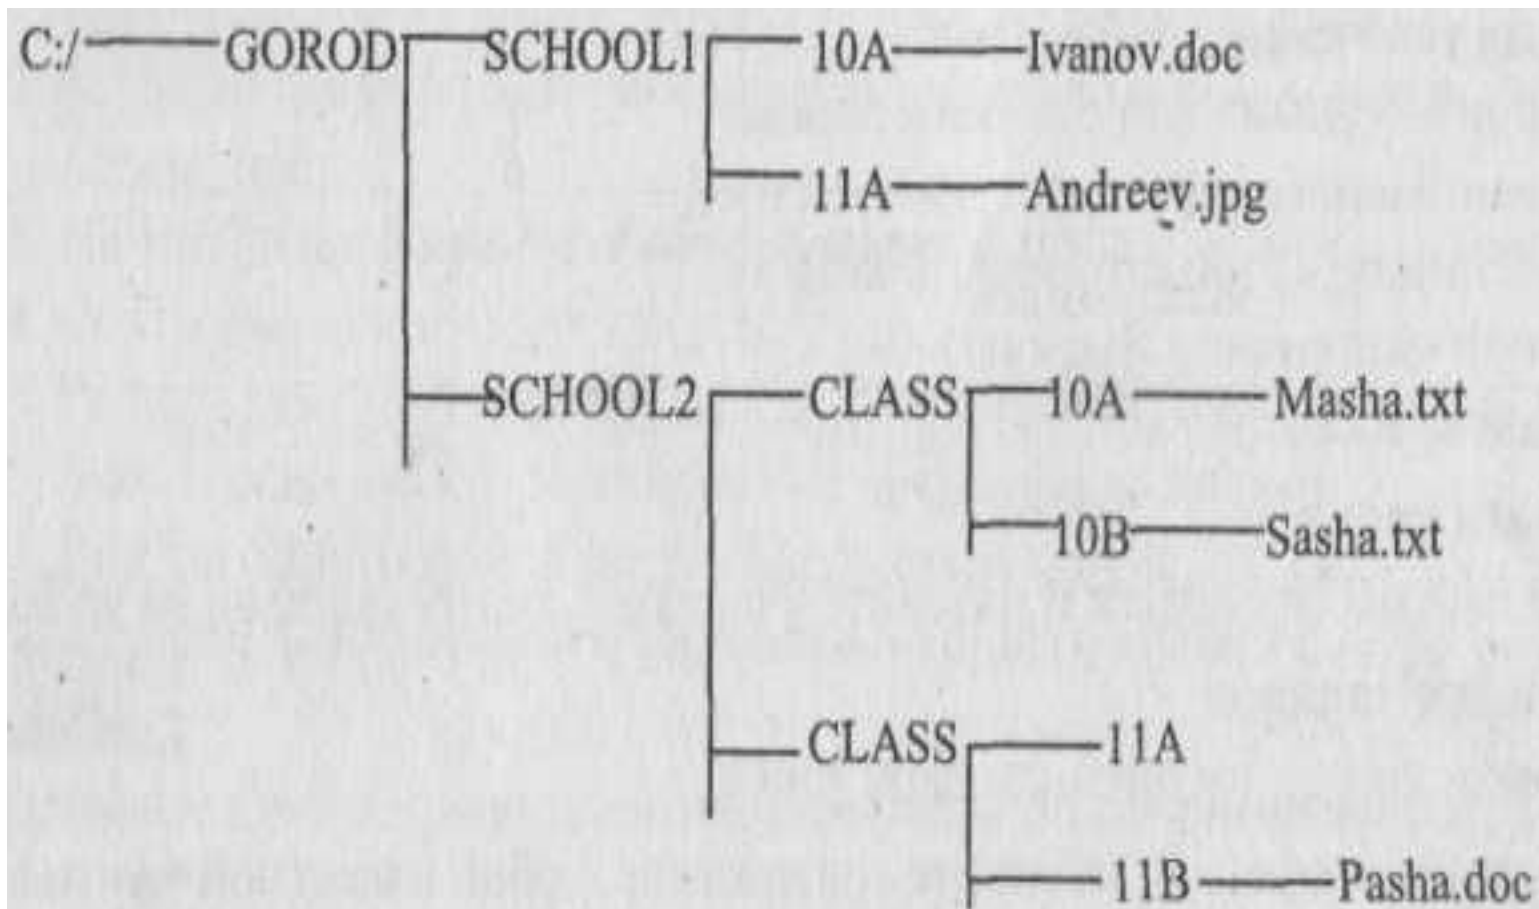 C:/ GOROD SCHOOL1 10A Ivanov.doc
11A Andreev.jpg
SCHOOL2 CLASS 10A Masha.txt
10B Sasha.txt
CLASS 11A
11B Pasha.doc